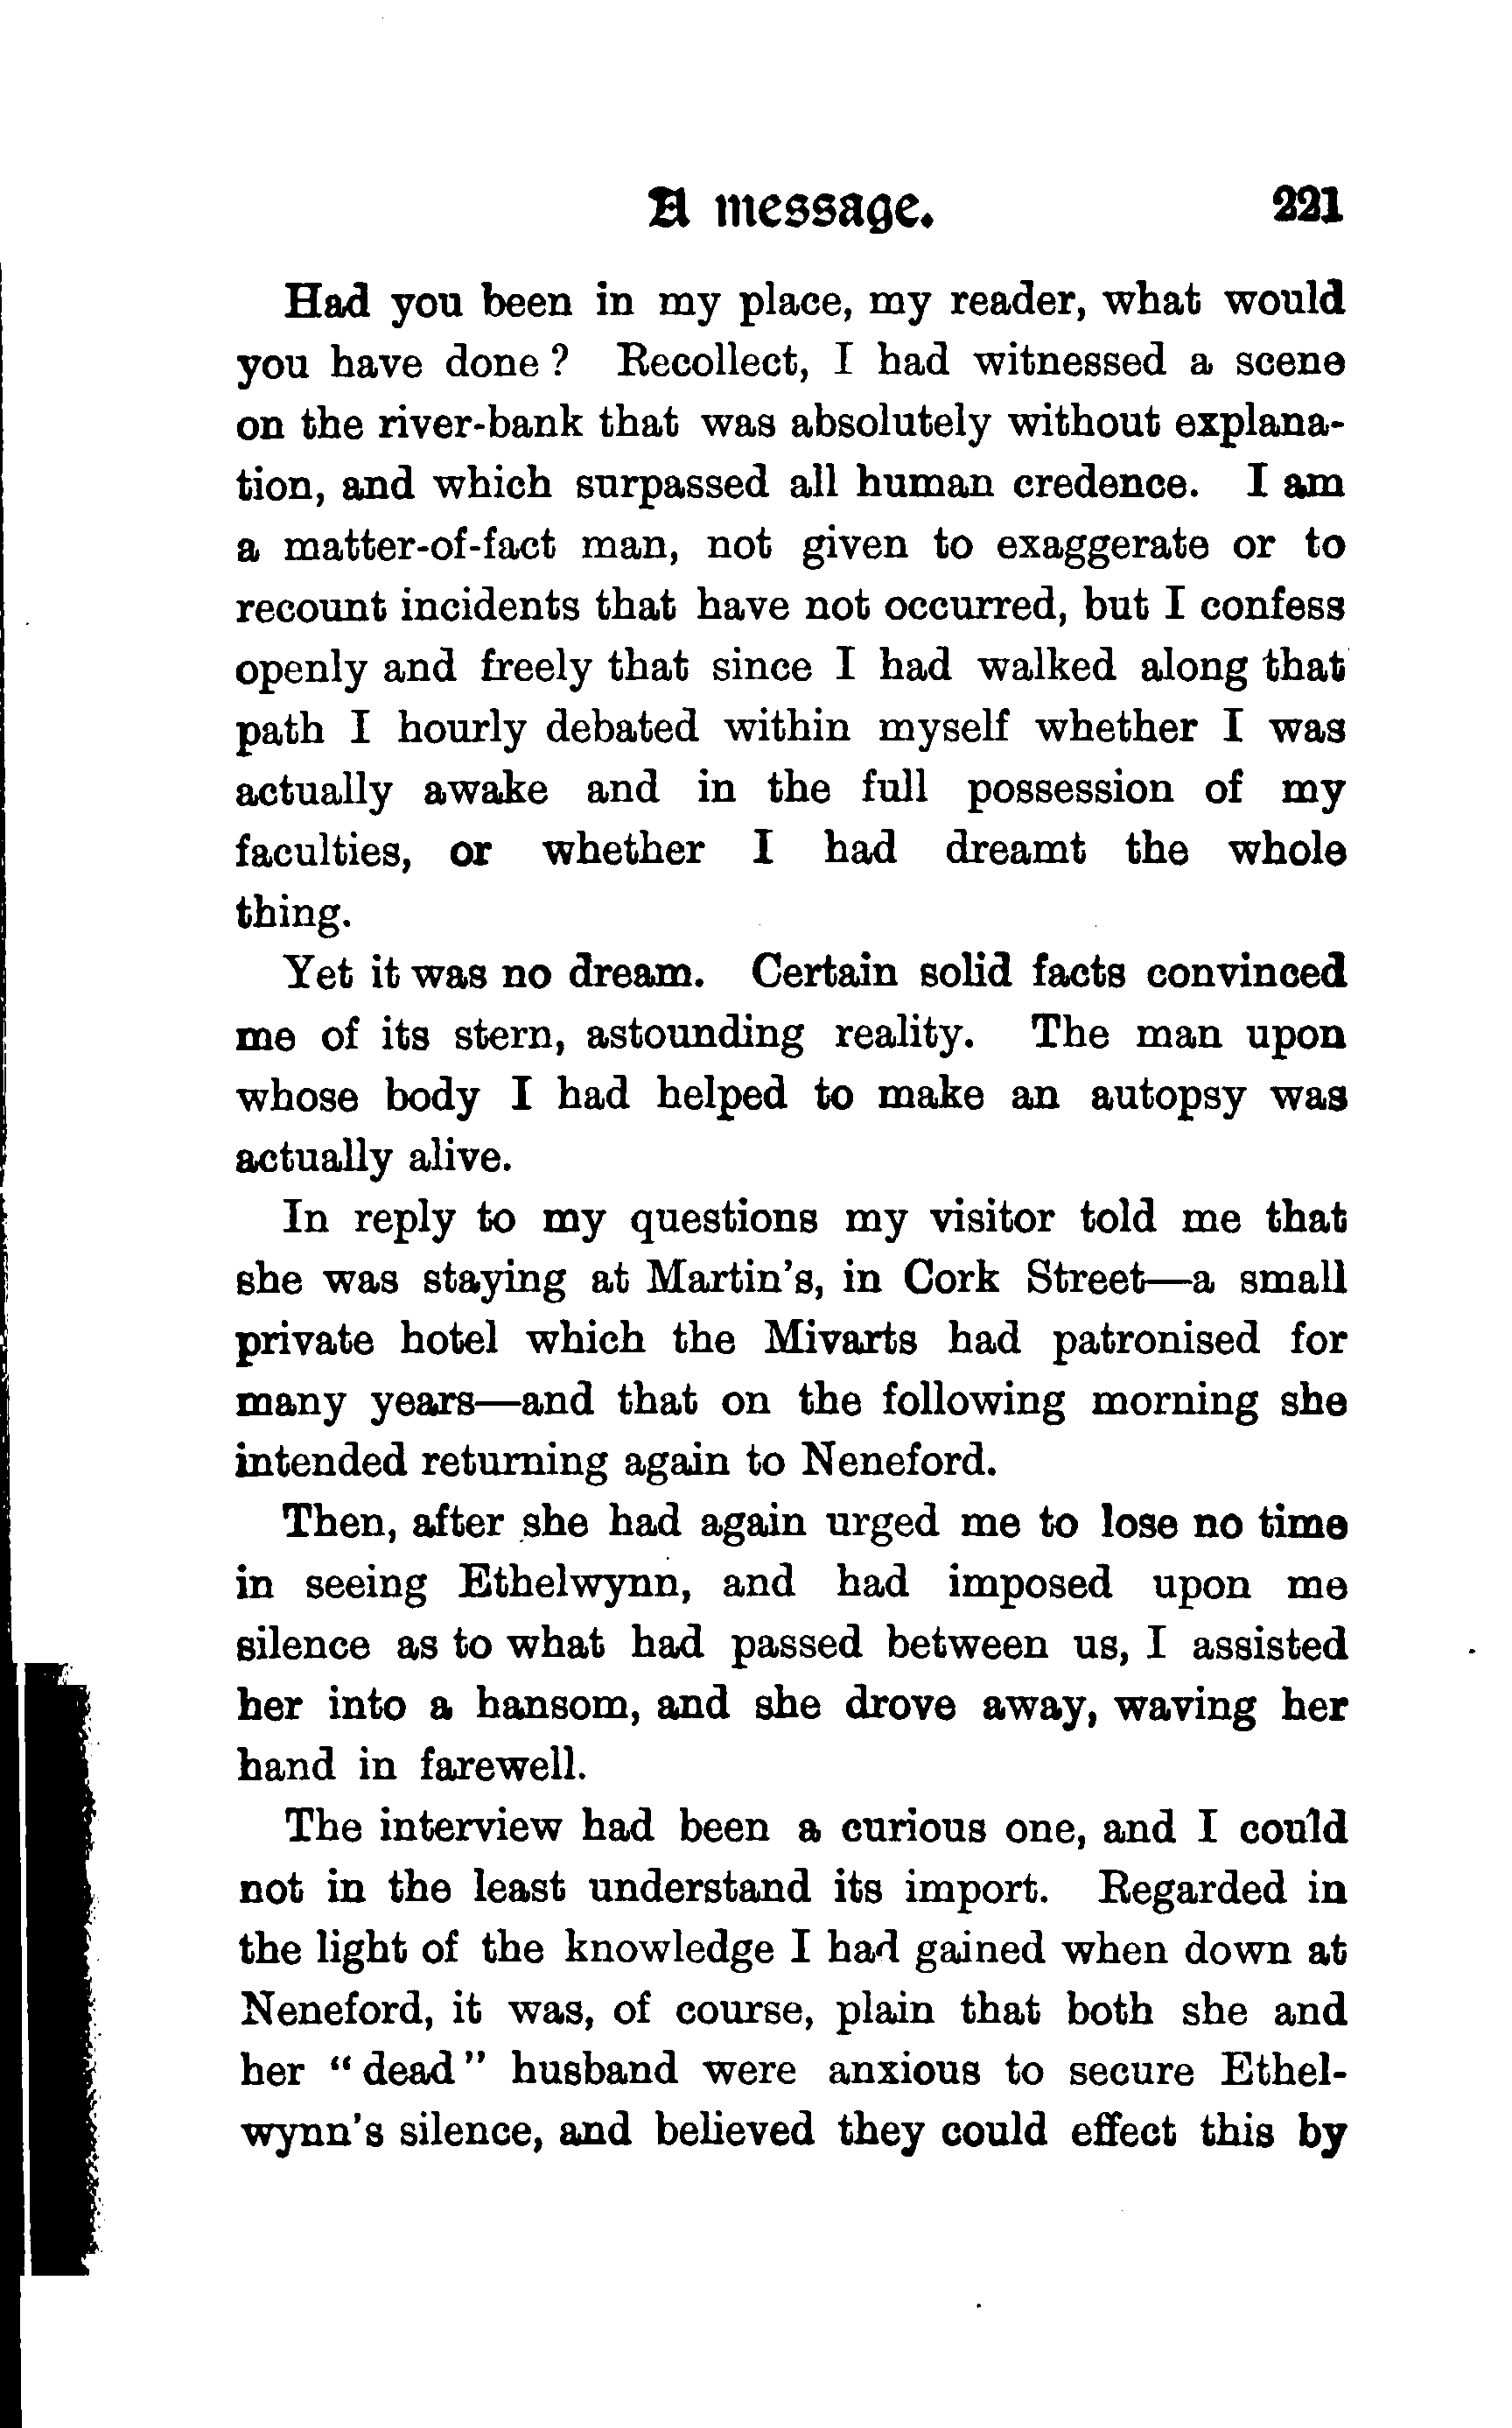 A message. 221
Had you been in my place, my reader, what would
you have done? Recollect, I had witnessed a scene
on the river-bank that was absolutely without explana-
tion, and which surpassed all human credence. I am
a matter-of-fact man, not given to exaggerate or to
recount incidents that have not occurred, but I confess
openly and freely that since I had walked along that
path I hourly debated within myself whether I was
actually awake and in the full possession of my
faculties, or whether I had dreamt the whole
thing.
Yet it was no dream. Certain solid facts convinced
me of its stern, astounding reality. The man upon
whose body I had helped to make an autopsy was
actually alive.
In reply to my questions my visitor told me that
she was staying at Martin's, in Cork Street—a small
private hotel which the Mivarts had patronised for
many years—and that on the following morning she
intended returning again to Neneford.
Then, after she had again urged me to lose no time
in seeing Ethelwynn, and had imposed upon me
silence as to what had passed between us, I assisted
her into a hansom, and she drove away, waving her
hand in farewell.
The interview had been a curious one, and I could
not in the least understand its import. Regarded in
the light of the knowledge I had gained when down at
Neneford, it was, of course, plain that both she and
her "dead" husband were anxious to secure Ethel-
wynn's silence, and believed they could effect this by